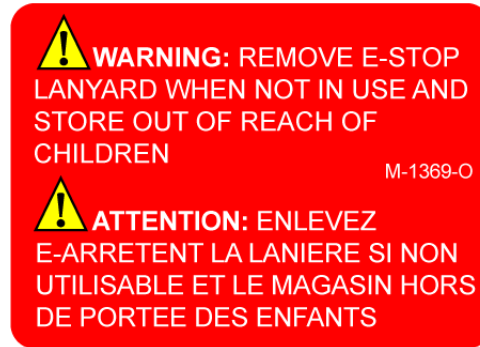 WARNING: REMOVE E-STOP
LANYARD WHEN NOT IN USE AND
STORE OUT OF REACH OF
CHILDREN
M-1369-O
ATTENTION: ENLEVEZ
E-ARRETENT LA LANIERE SI NON
UTILISABLE ET LE MAGASIN HORS
DE PORTEE DES ENFANTS